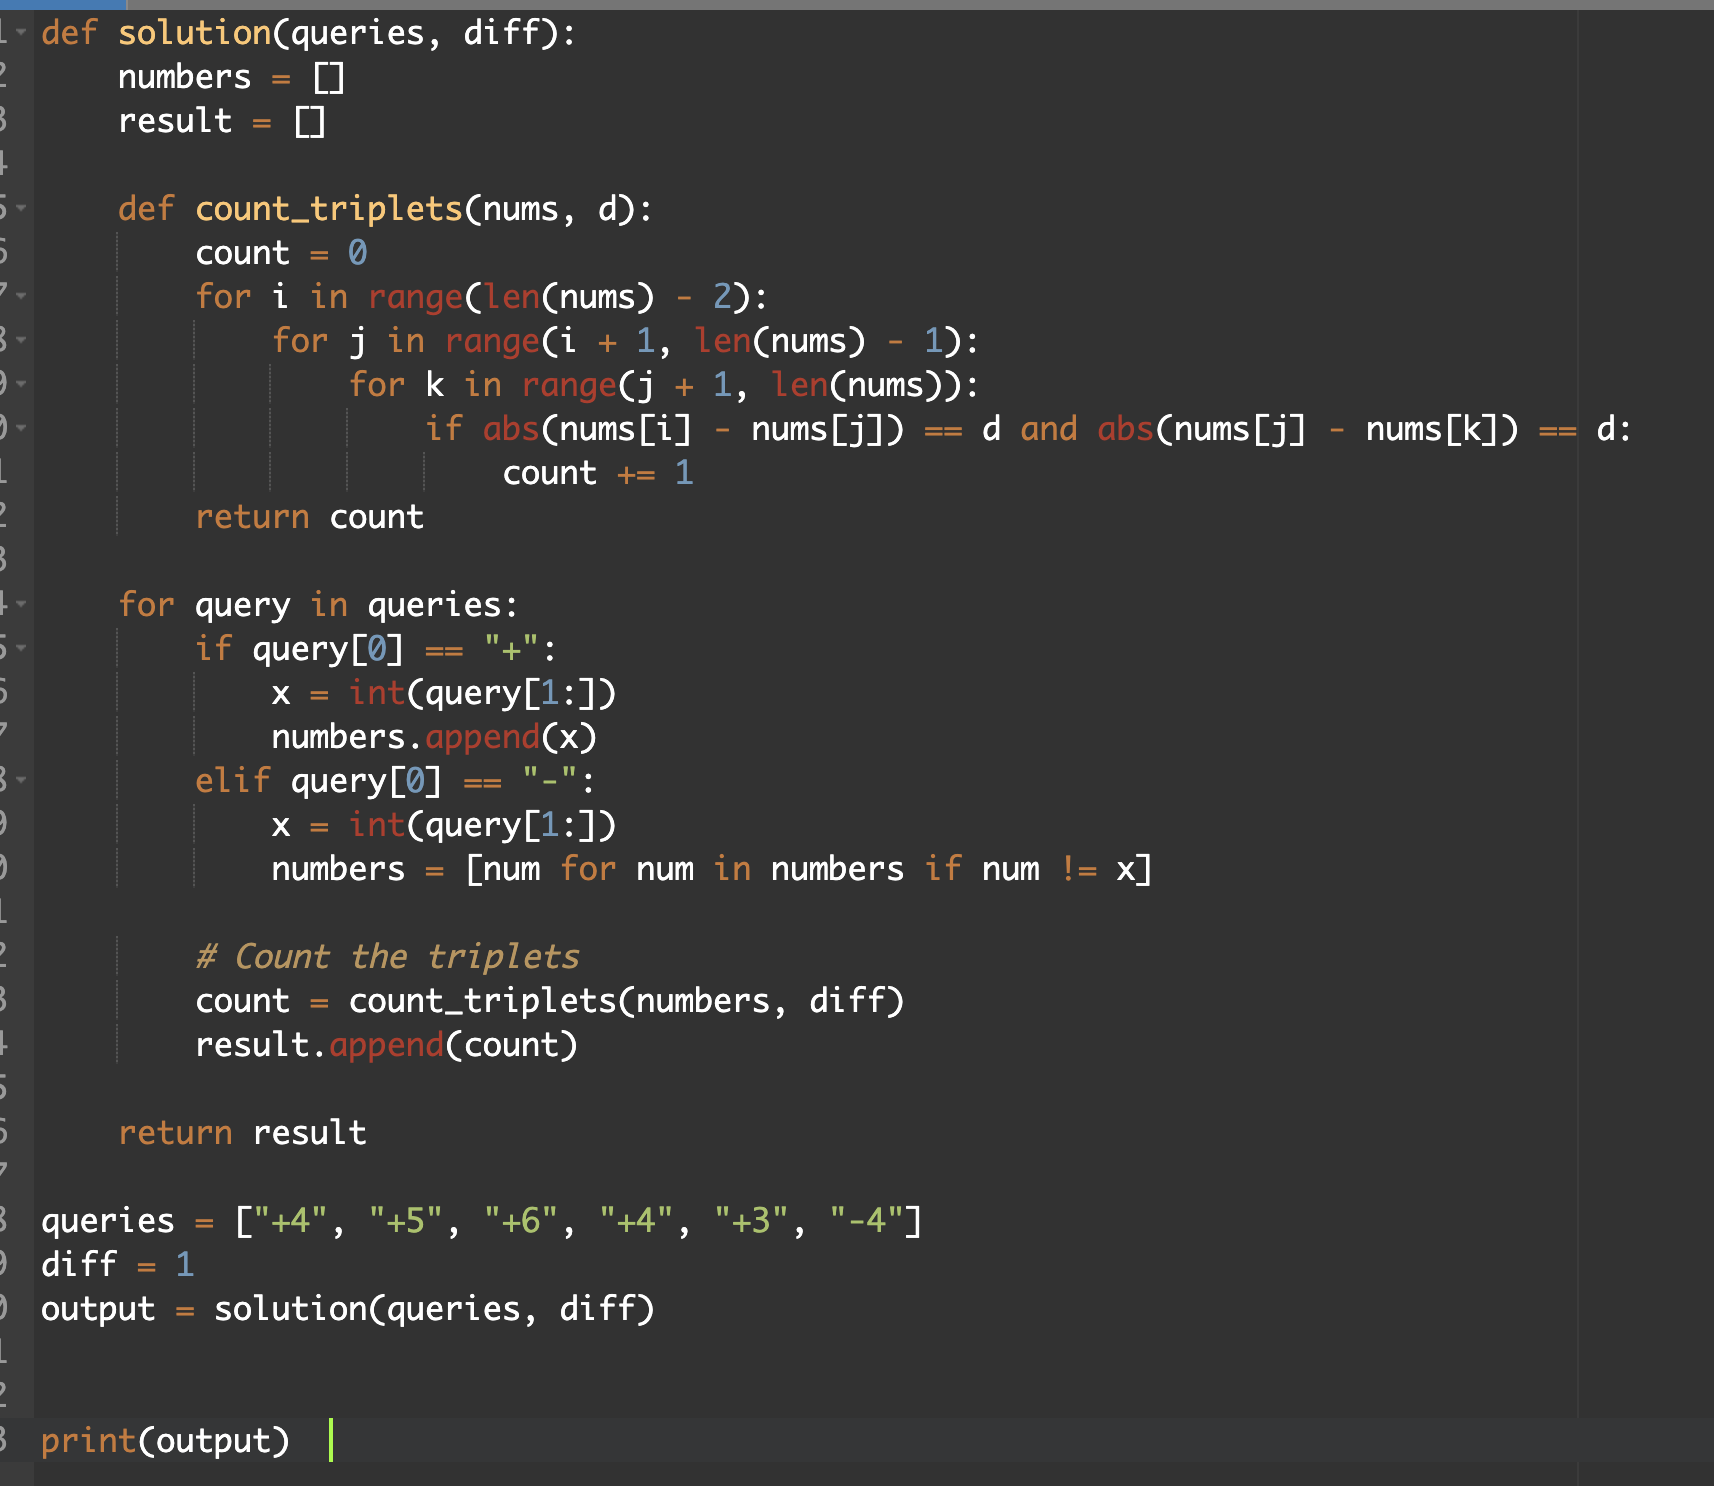 def solution(queries, diff):
    numbers = []
    result = []

    def count_triplets(nums, d):
        count = 0
        for i in range(len(nums) - 2):
            for j in range(i + 1, len(nums) - 1):
                for k in range(j + 1, len(nums)):
                    if abs(nums[i] - nums[j]) == d and abs(nums[j] - nums[k]) == d:
                        count += 1
        return count

    for query in queries:
        if query[0] == "+":
            x = int(query[1:])
            numbers.append(x)
        elif query[0] == "-":
            x = int(query[1:])
            numbers = [num for num in numbers if num != x]

        # Count the triplets
        count = count_triplets(numbers, diff)
        result.append(count)

    return result

queries = ["+4", "+5", "+6", "+4", "+3", "-4"]
diff = 1
output = solution(queries, diff)


print(output)